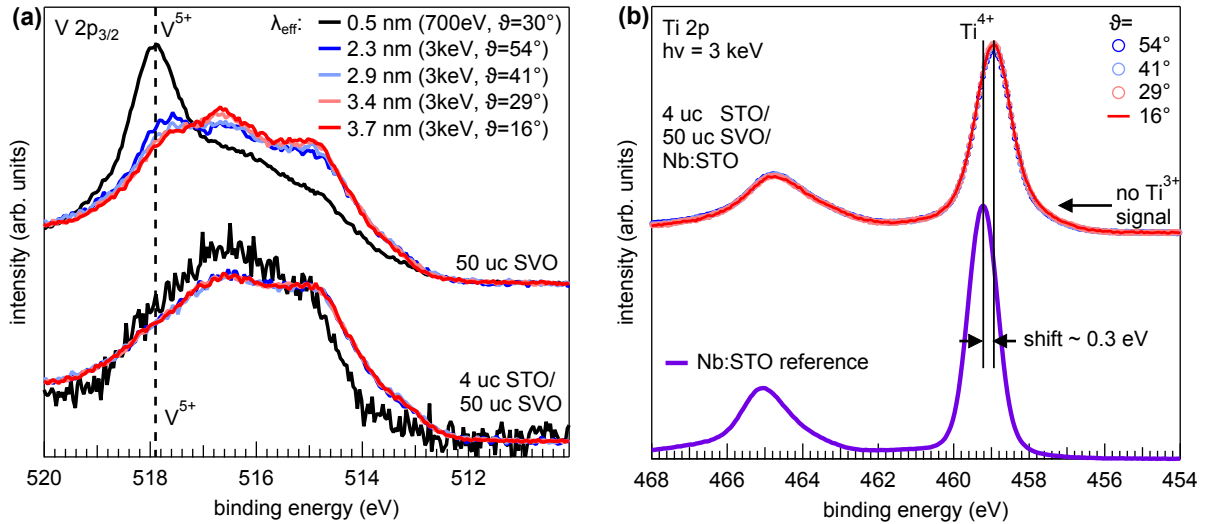 (a)
V 2p3/2
V5+
λeff:
0.5 nm (700eV, ϑ=30°)
2.3 nm (3keV, ϑ=54°)
2.9 nm (3keV, ϑ=41°)
3.4 nm (3keV, ϑ=29°)
3.7 nm (3keV, ϑ=16°)
50 uc SVO
4 uc STO/
50 uc SVO
V5+
intensity (arb. units)
520 518 516 514 512
binding energy (eV)
(b)
Ti 2p
hν = 3 keV
4 uc STO/
50 uc SVO/
Nb:STO
Ti4+
ϑ=
54°
41°
29°
16°
no Ti3+
signal
shift ~ 0.3 eV
Nb:STO reference
intensity (arb. units)
468 466 464 462 460 458 456 454
binding energy (eV)